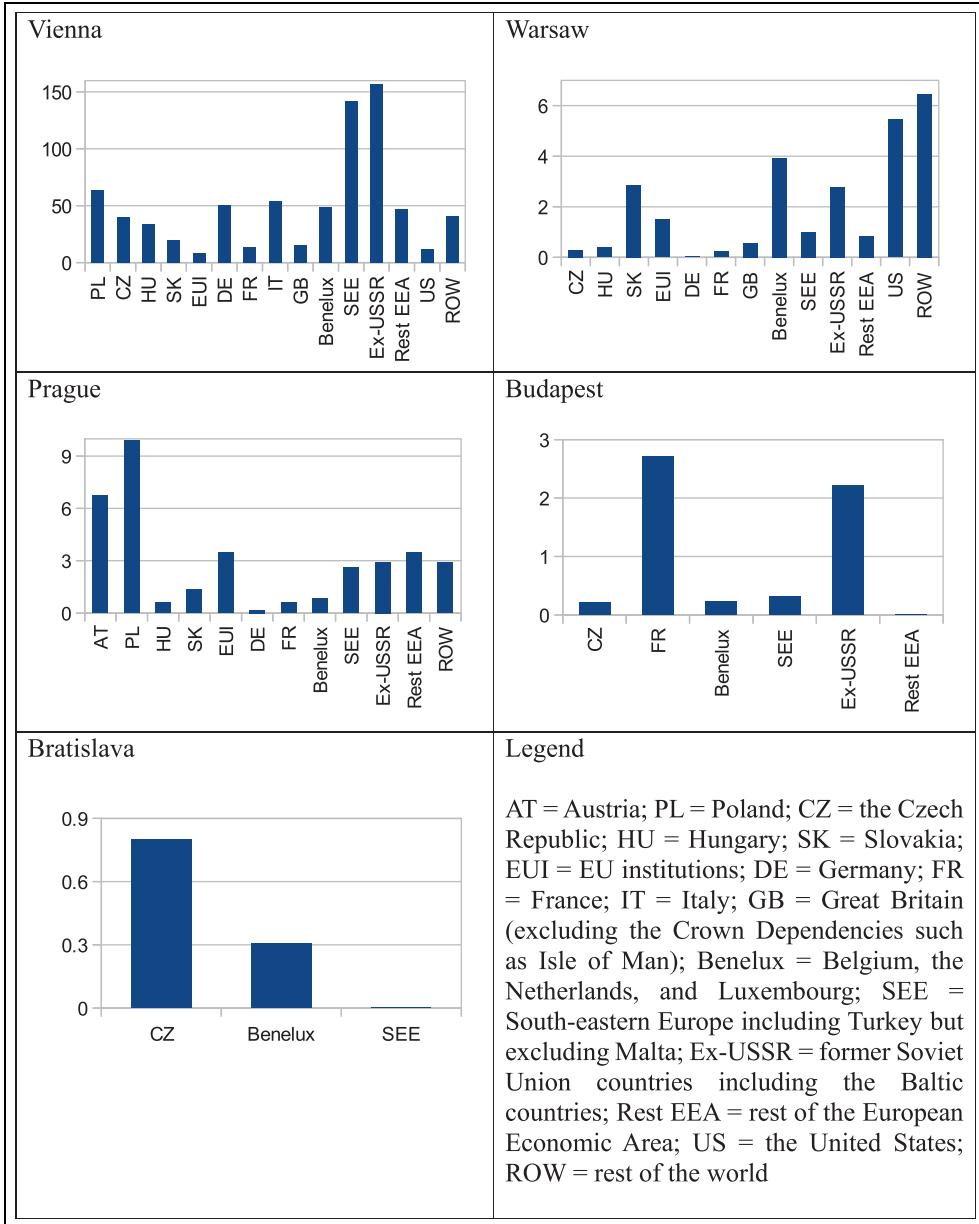 Vienna
150
100
50
0
PL
CZ
HU
SK
EUI
DE
FR
IT
GB
Benelux
SEE
Ex-USSR
Rest EEA
US
ROW
Warsaw
6
4
2
0
CZ
HU
SK
EUI
DE
FR
GB
Benelux
SEE
Ex-USSR
Rest EEA
US
ROW
Prague
9
6
3
0
AT
PL
HU
SK
EUI
DE
FR
Benelux
SEE
Ex-USSR
Rest EEA
ROW
Budapest
3
2
1
0
CZ
FR
Benelux
SEE
Ex-USSR
Rest EEA
Bratislava
0.9
0.6
0.3
0
CZ
Benelux
SEE
Legend
AT = Austria; PL = Poland; CZ = the Czech
Republic; HU = Hungary; SK = Slovakia;
EUI = EU institutions; DE = Germany; FR
= France; IT = Italy; GB = Great Britain
(excluding the Crown Dependencies such
as Isle of Man); Benelux = Belgium, the
Netherlands, and Luxembourg; SEE =
South-eastern Europe including Turkey but
excluding Malta; Ex-USSR = former Soviet
Union countries including the Baltic
countries; Rest EEA = rest of the European
Economic Area; US = the United States;
ROW = rest of the world